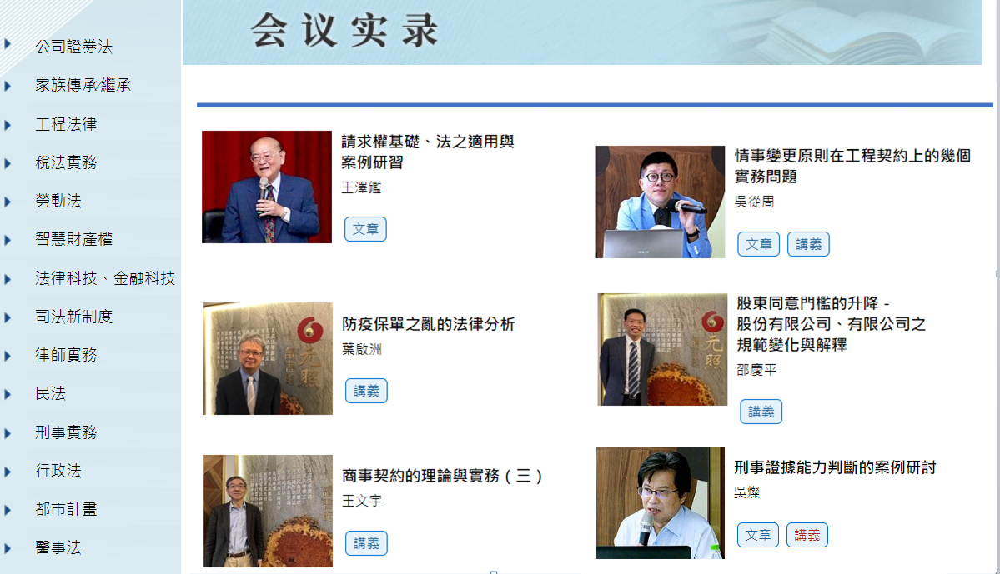 会议实录
公司證券法
家族傳承∕繼承
工程法律
稅法實務
勞動法
智慧財產權
法律科技、金融科技
司法新制度
律師實務
民法
刑事實務
行政法
都市計畫
醫事法
請求權基礎、法之適用與
案例研習
王澤鑑
文章
情事變更原則在工程契約上的幾個
實務問題
吳從周
文章
講義
防疫保單之亂的法律分析
葉啟洲
講義
元照
股東同意門檻的升降 -
股份有限公司、有限公司之
規範變化與解釋
邵慶平
講義
元照
商事契約的理論與實務（三）
王文宇
講義
刑事證據能力判斷的案例研討
吳燦
文章
講義